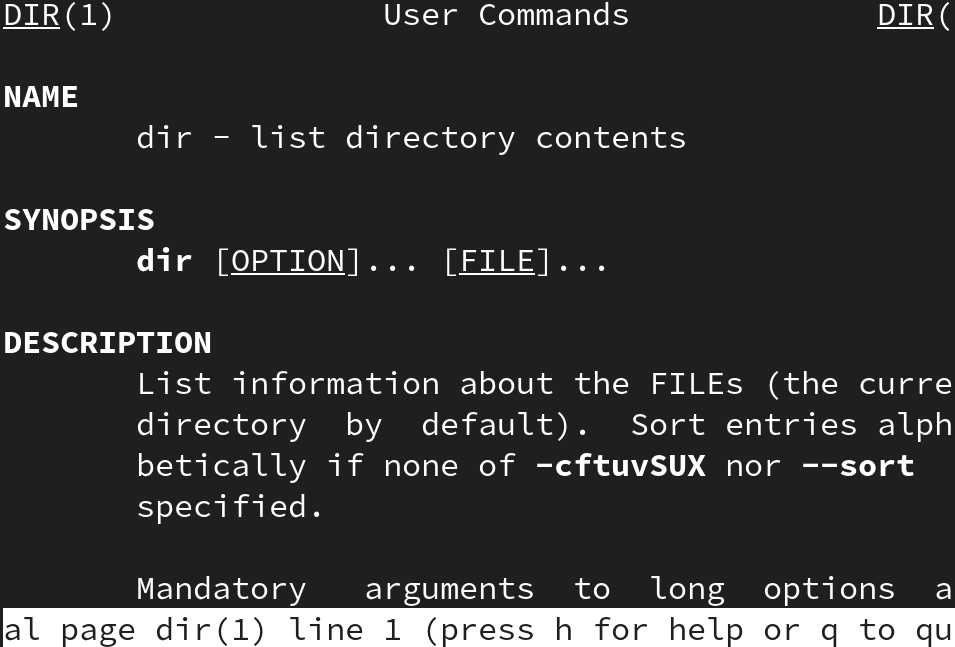 DIR(1) User Commands DIR(
NAME
dir - list directory contents
SYNOPSIS
dir [OPTION]... [FILE]...
DESCRIPTION
List information about the FILEs (the curre
directory by default). Sort entries alph
betically if none of -cftuvSUX nor --sort
specified.
Mandatory arguments to long options a
al page dir(1) line 1 (press h for help or q to qu